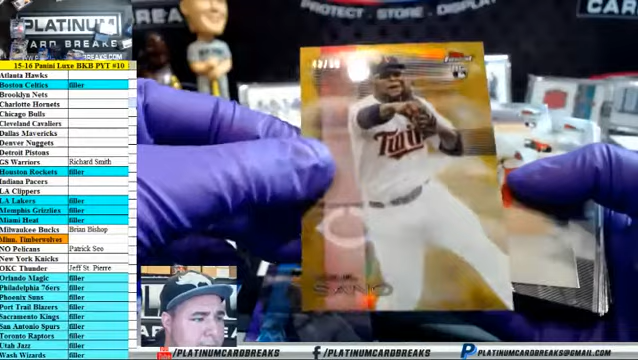 PLATINUM
CARD BREAKS
PROTECT - STORE - DISPLAY
CARD
15-16 Panini Luxe BKB PYT #10
Atlanta Hawks
Boston Celtics filler
Brooklyn Nets
Charlotte Hornets
Chicago Bulls
Cleveland Cavaliers
Dallas Mavericks
Denver Nuggets
Detroit Pistons
GS Warriors Richard Smith
Houston Rockets filler
Indiana Pacers
LA Clippers
LA Lakers filler
Memphis Grizzlies filler
Miami Heat filler
Milwaukee Bucks Brian Bishop
Minn. Timberwolves
NO Pelicans Patrick Seo
New York Knicks
OKC Thunder Jeff St. Pierre
Orlando Magic filler
Philadelphia 76ers filler
Phoenix Suns filler
Port Trail Blazers filler
Sacramento Kings filler
San Antonio Spurs filler
Toronto Raptors filler
Utah Jazz filler
Wash Wizards filler
Twins
SANO
/PLATINUMCARDBREAKS
/PLATINUMCARDBREAKS
PLATINUMCARDBREAKS@GMAIL.COM